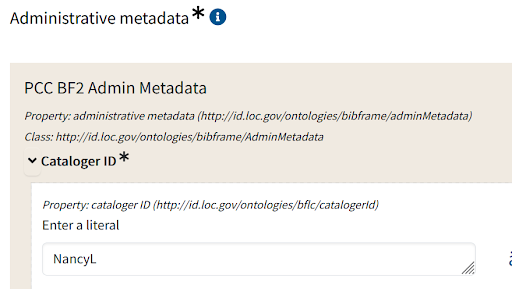 Administrative metadata*
PCC BF2 Admin Metadata
Property: administrative metadata (http://id.loc.gov/ontologies/bibframe/adminMetadata)
Class: http://id.loc.gov/ontologies/bibframe/AdminMetadata
Cataloger ID*
Property: cataloger ID (http://id.loc.gov/ontologies/bflc/catalogerId)
Enter a literal
NancyL